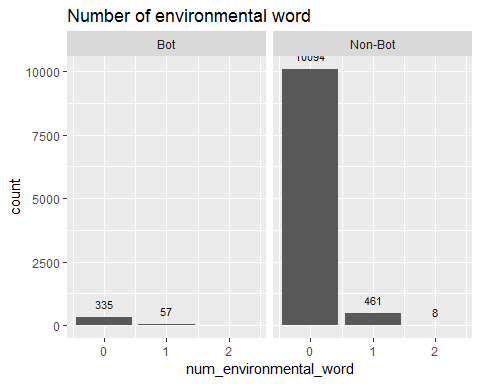 Number of environmental word
Bot
Non-Bot
10000
7500
5000
2500
0
count
335
57
10094
461
8
0 1 2
0 1 2
num_environmental_word